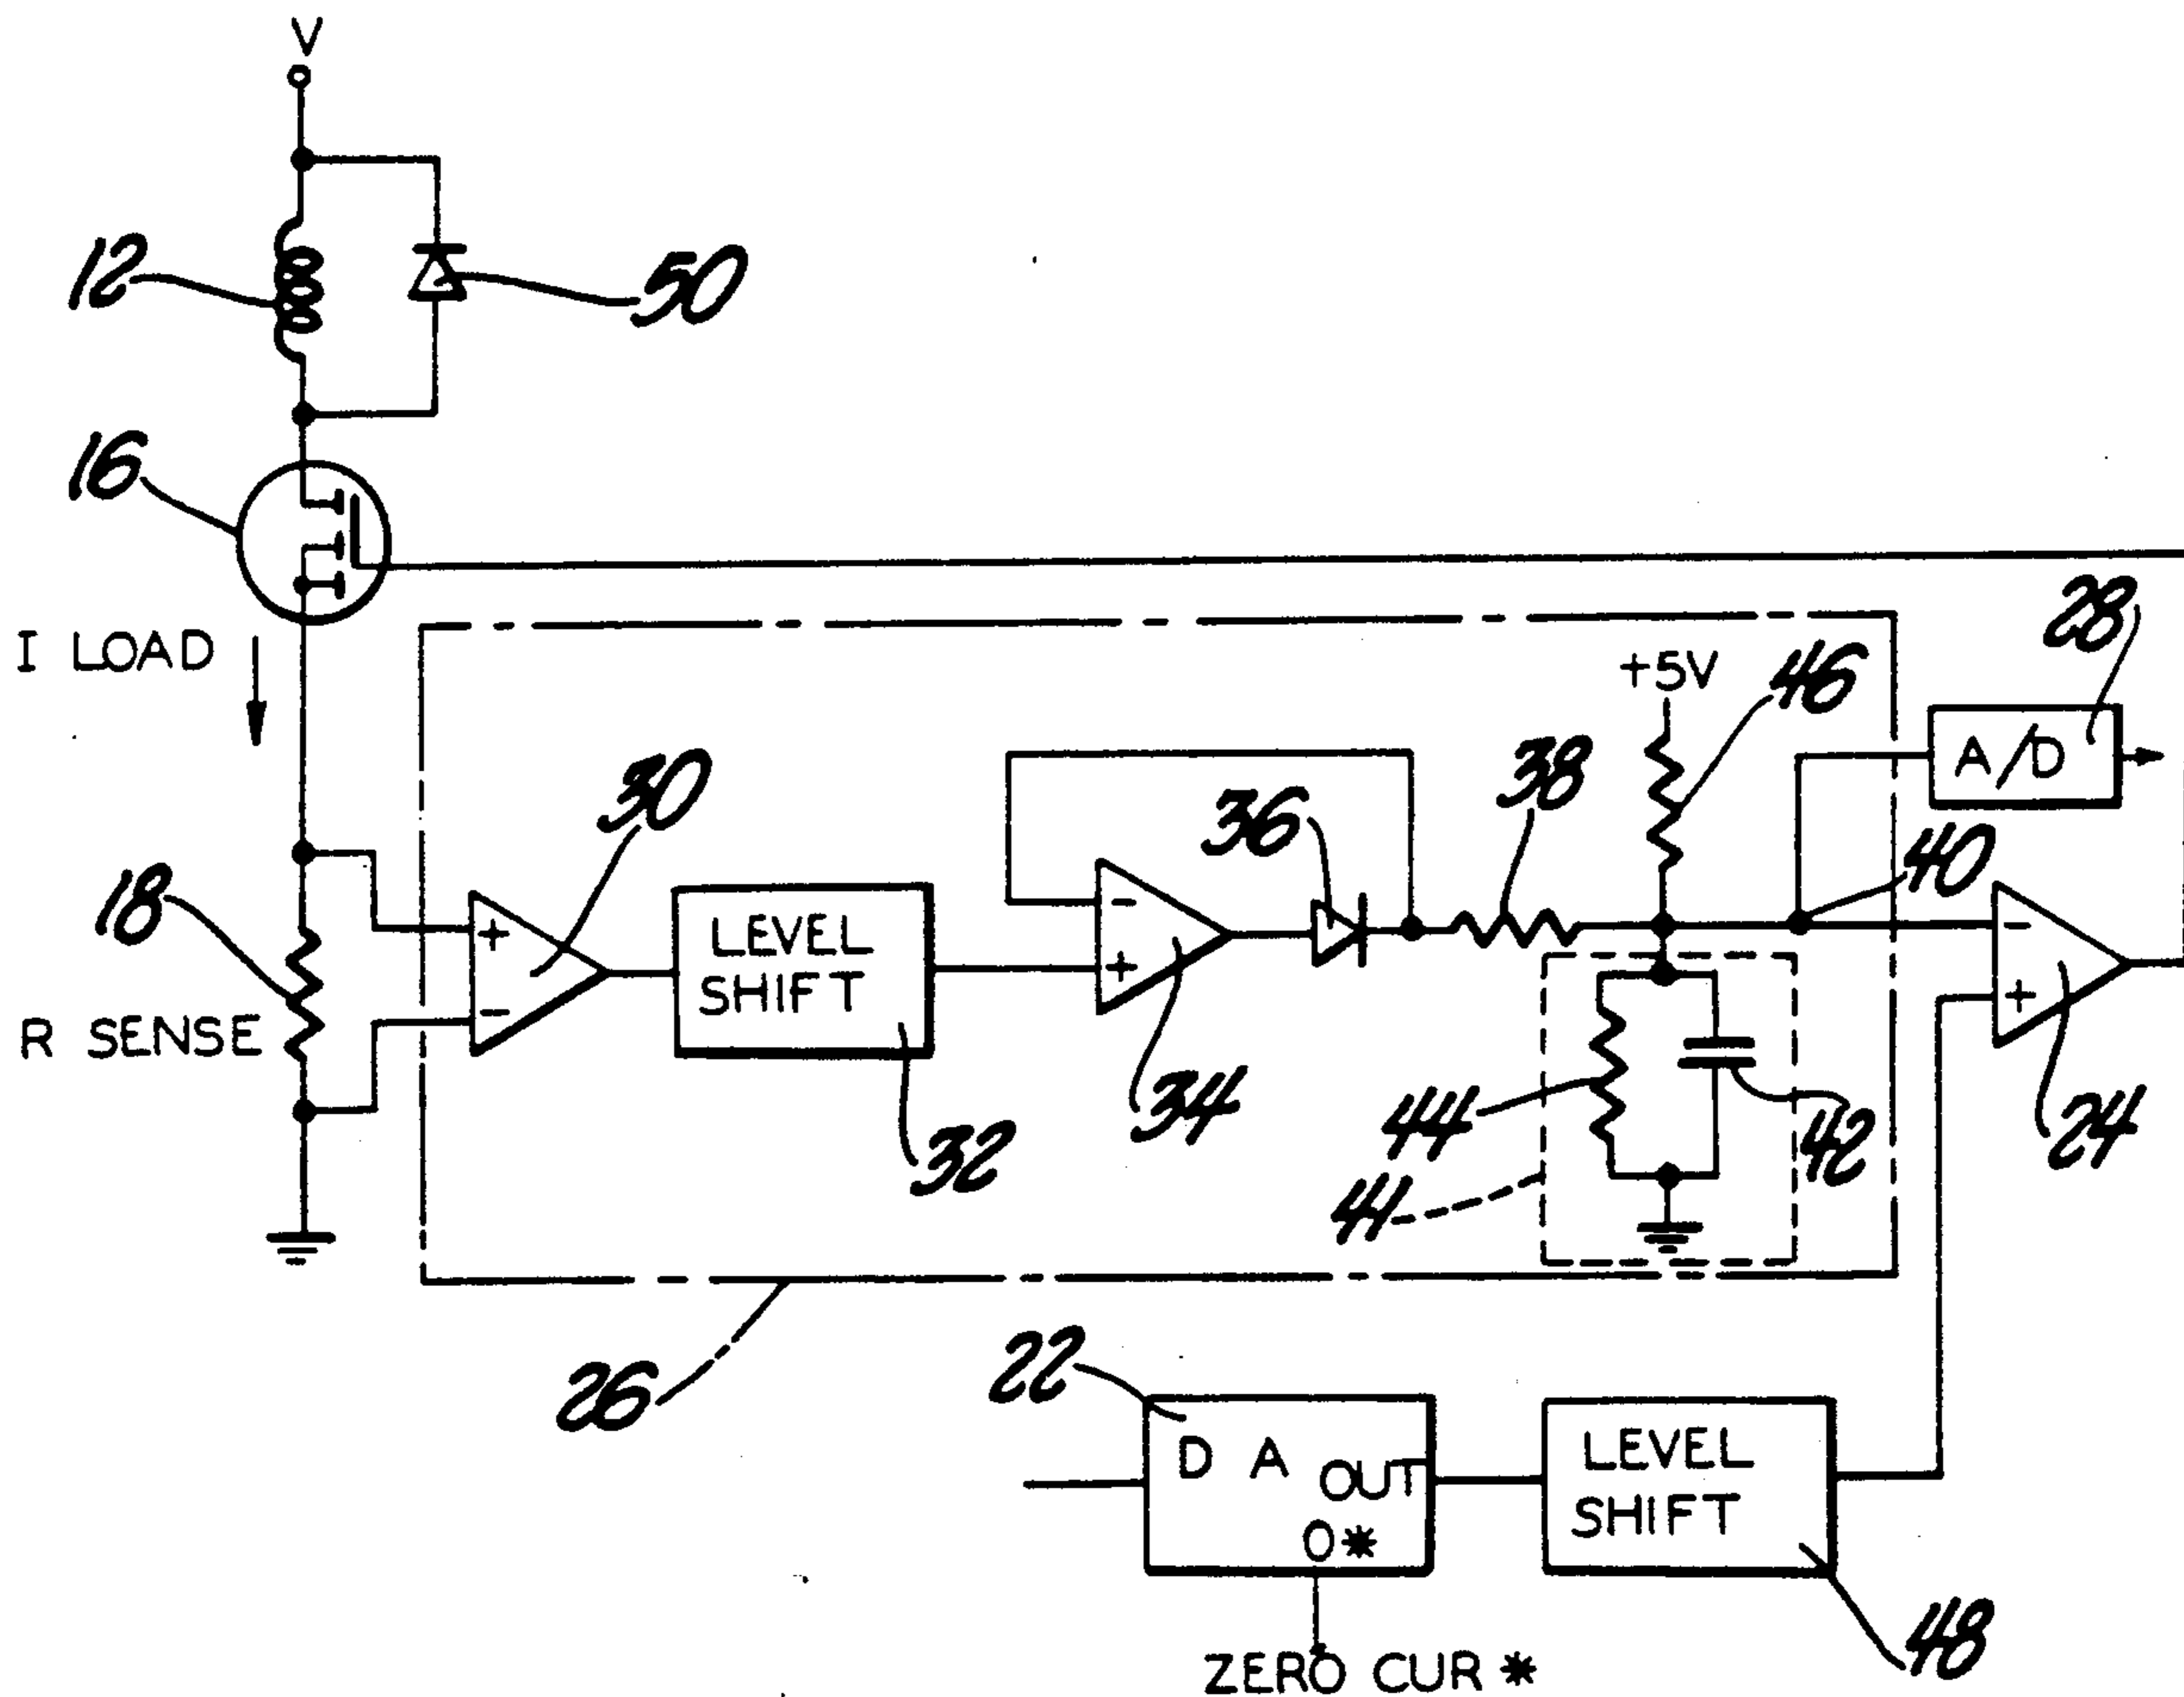 V
12
50
16
I LOAD
28
+5V
46
A/D
30
36
38
40
18
+
-
LEVEL
SHIFT
-
+
-
+
R SENSE
34
44
42
24
32
41
26
22
D A OUT
0*
LEVEL
SHIFT
48
ZERO CUR *